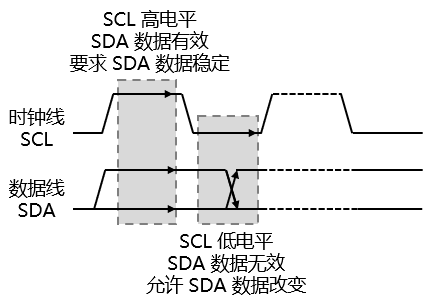 SCL 高电平
SDA 数据有效
要求 SDA 数据稳定
时钟线
SCL
数据线
SDA
SCL 低电平
SDA 数据无效
允许 SDA 数据改变